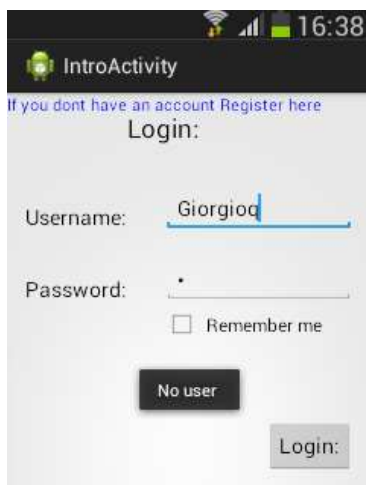 16:38
IntroActivity
If you dont have an account Register here
Login:
Username: Giorgioq
Password: •
Remember me
No user
Login: